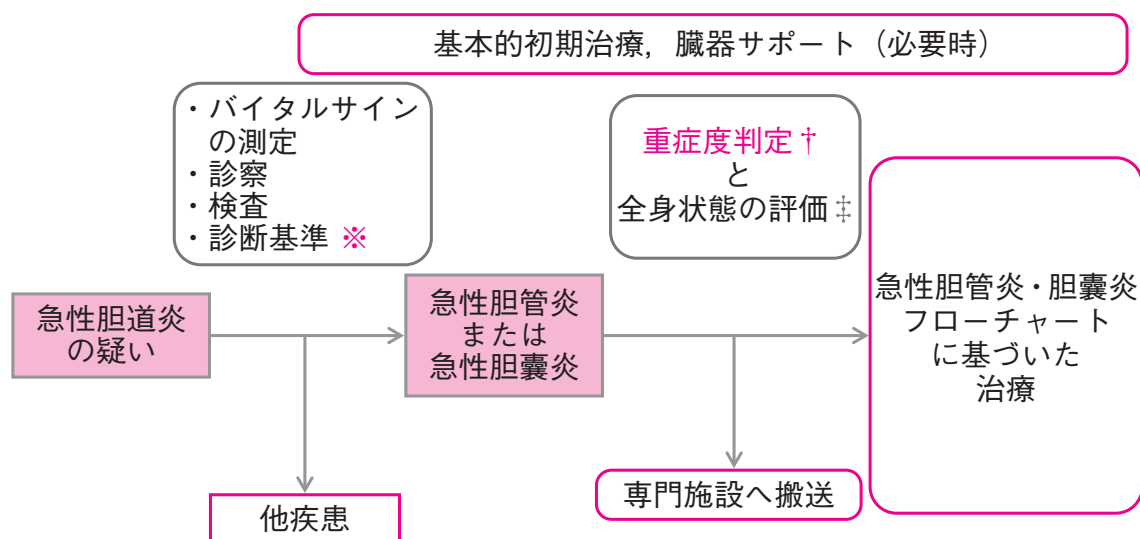 基本的初期治療，臓器サポート（必要時）
・バイタルサイン
の測定
・診察
・検査
・診断基準 ※
重症度判定†
と
全身状態の評価‡
急性胆道炎
の疑い
急性胆管炎
または
急性胆嚢炎
急性胆管炎・胆嚢炎
フローチャート
に基づいた
治療
他疾患
専門施設へ搬送